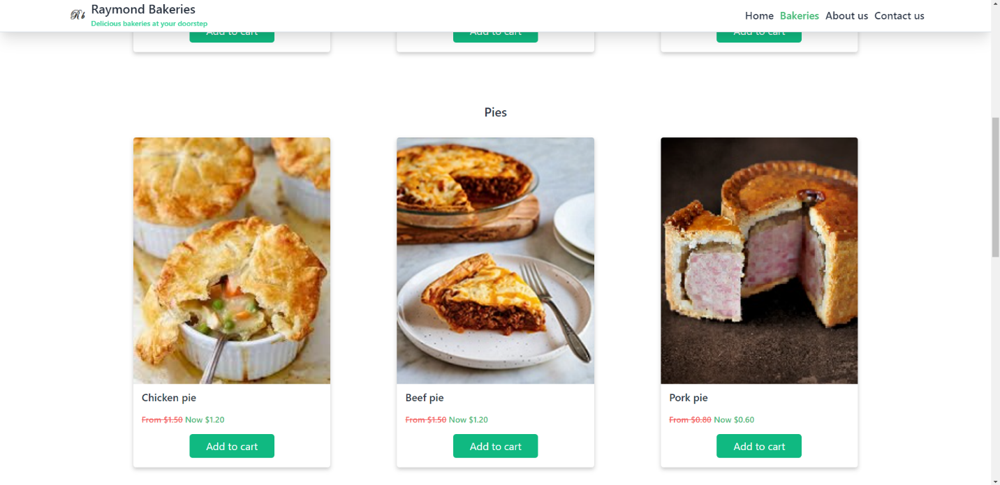 Rb Raymond Bakeries
Delicious bakeries at your doorstep
Home Bakeries About us Contact us
Add to cart Add to cart Add to cart
Pies
Chicken pie Beef pie Pork pie
From $1.50 Now $1.20 From $1.50 Now $1.20 From $0.80 Now $0.60
Add to cart Add to cart Add to cart